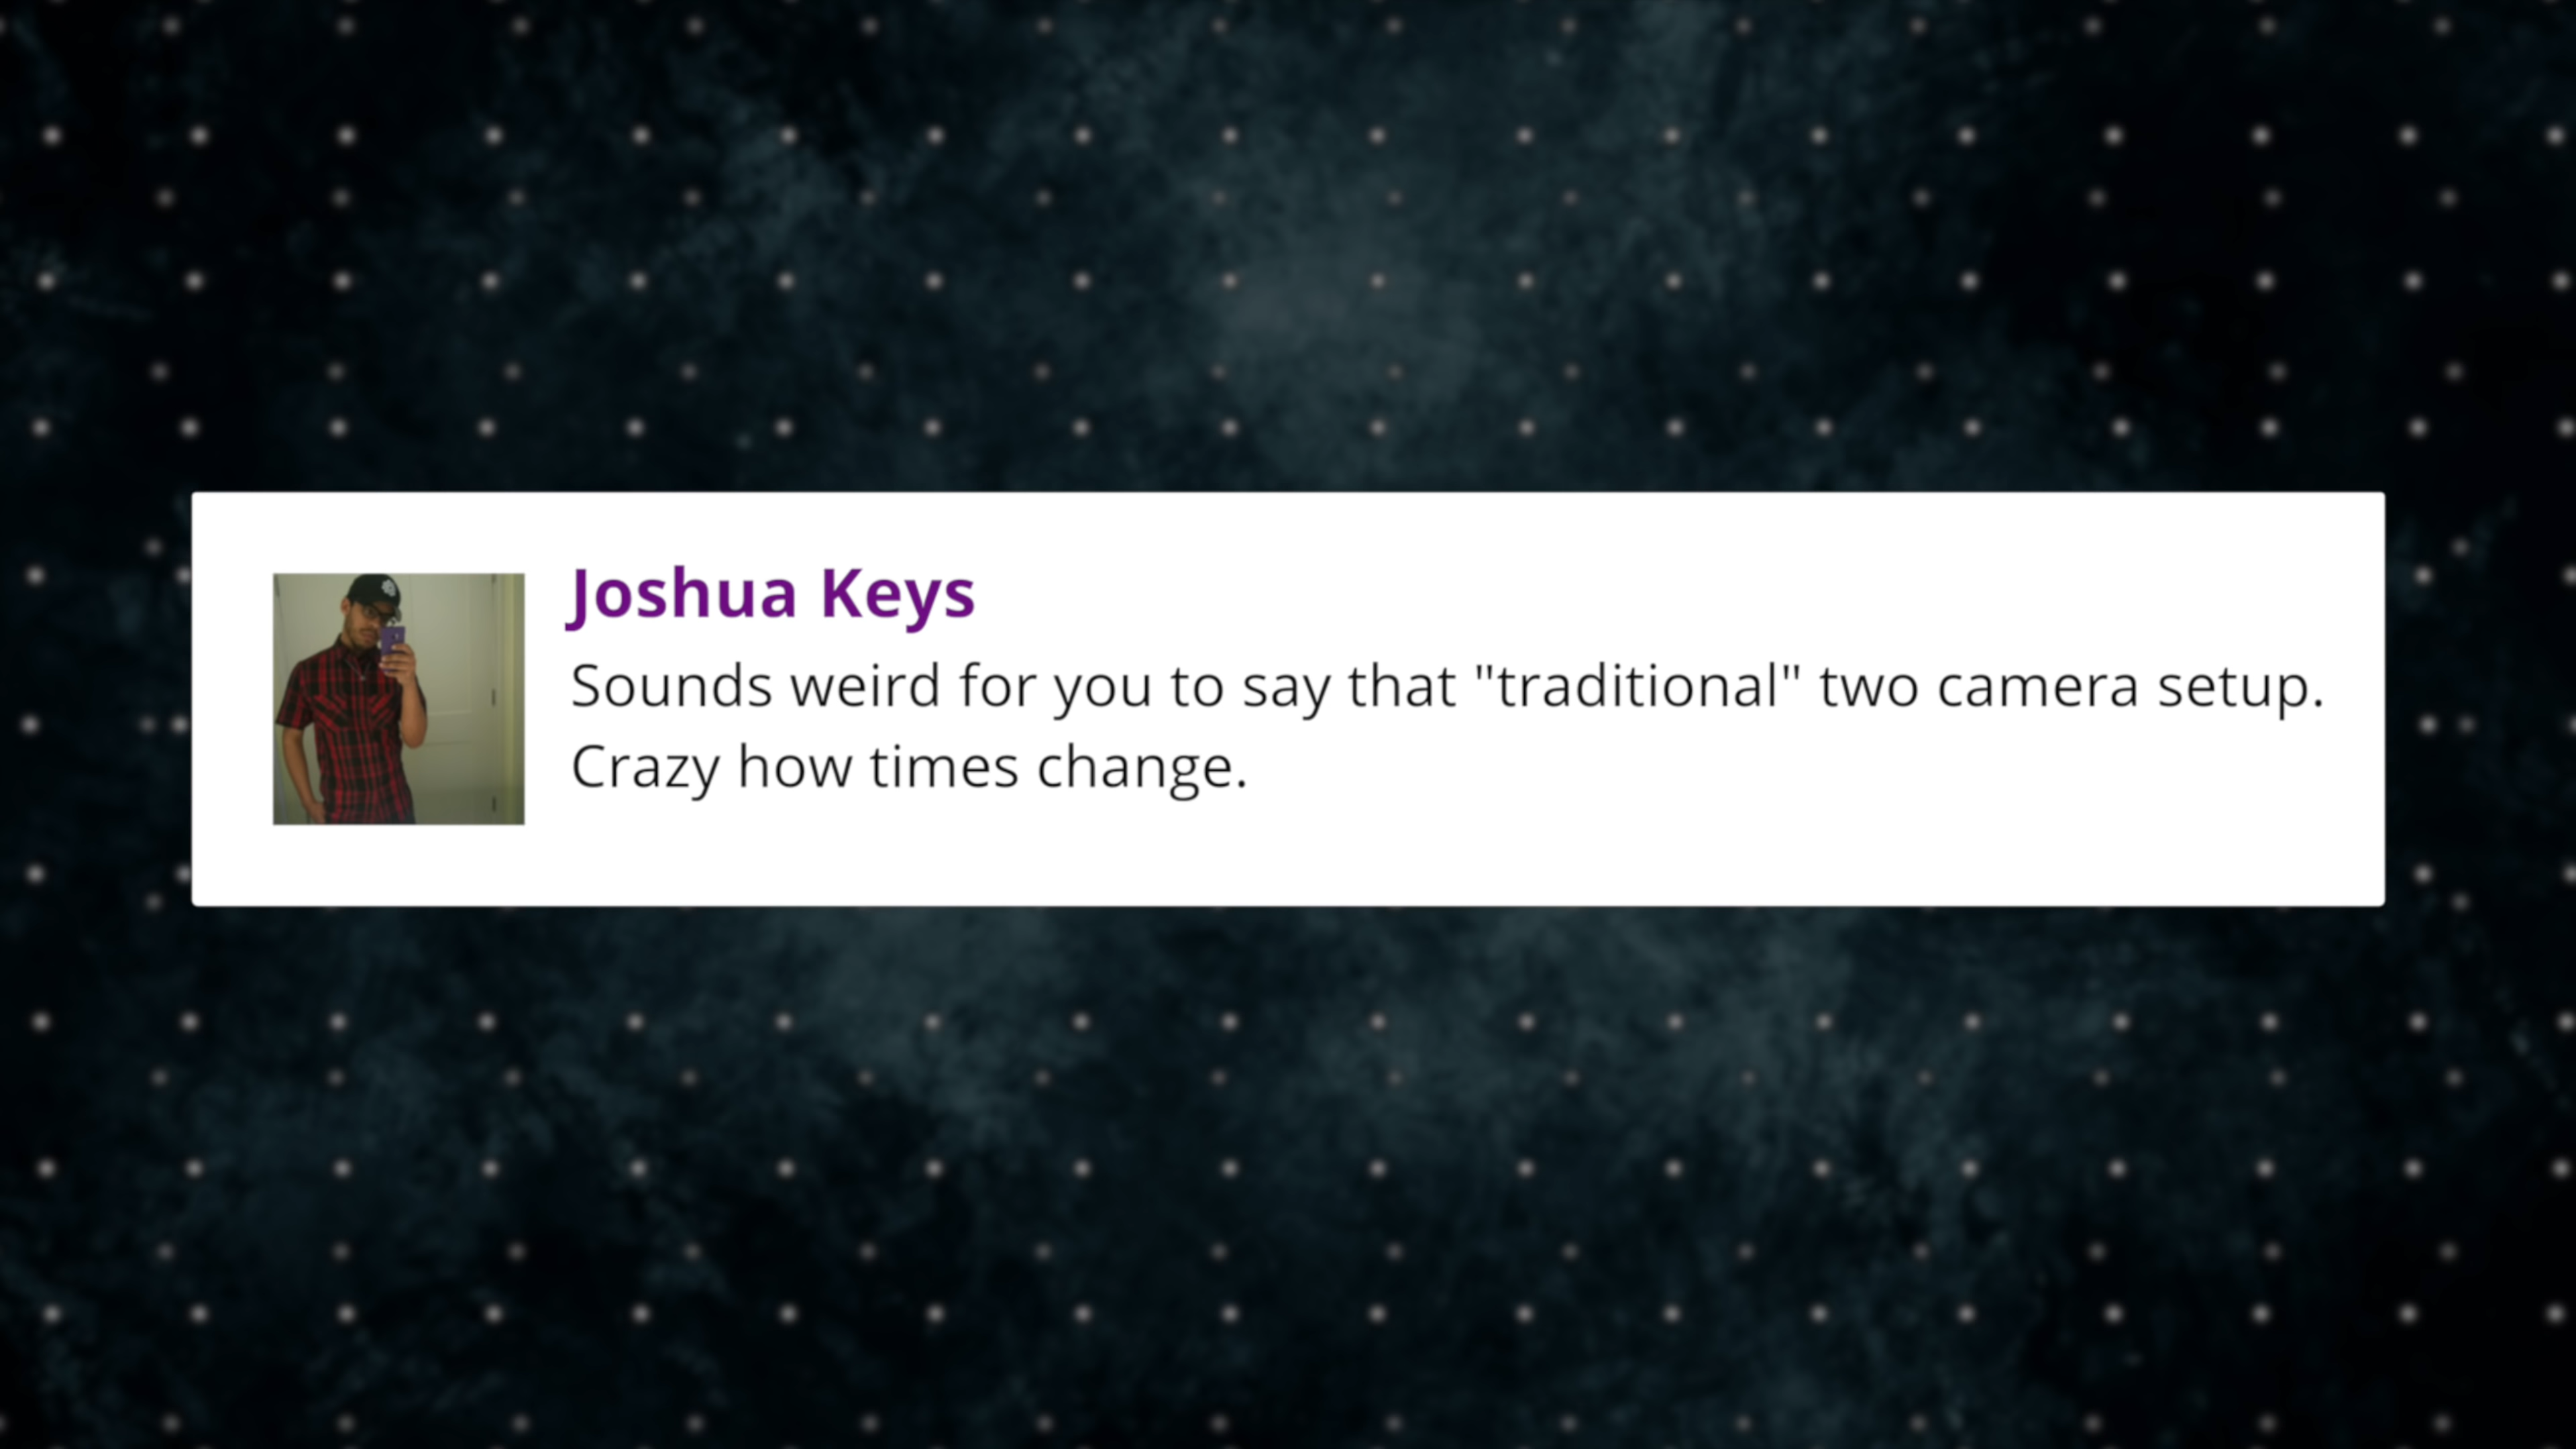 Joshua Keys
Sounds weird for you to say that "traditional" two camera setup.
Crazy how times change.